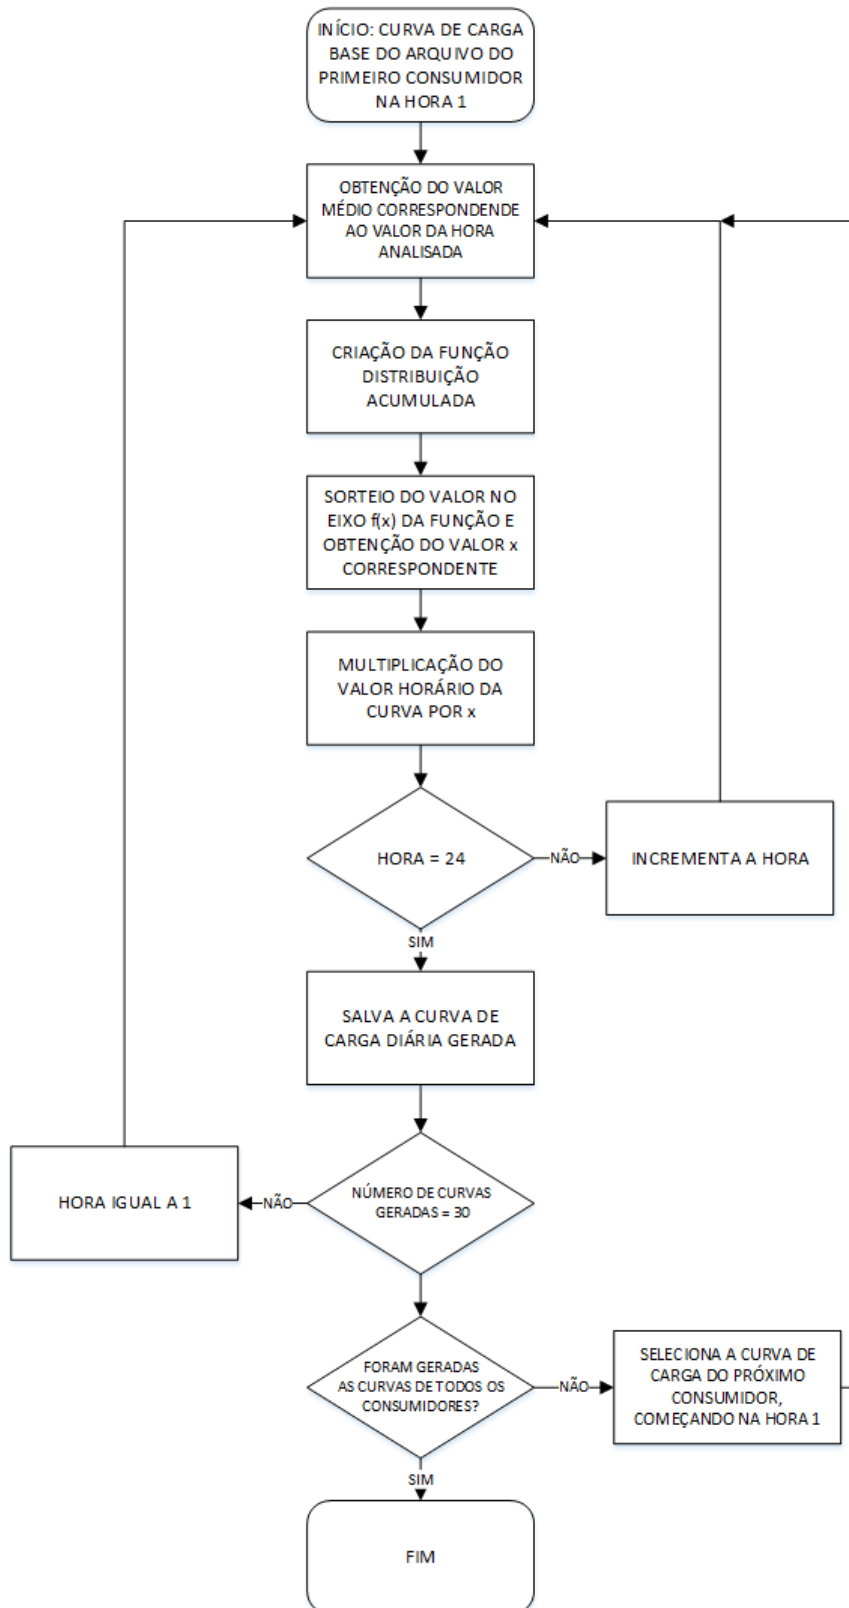 INÍCIO: CURVA DE CARGA
BASE DO ARQUIVO DO
PRIMEIRO CONSUMIDOR
NA HORA 1
OBTENÇÃO DO VALOR
MÉDIO CORRESPONDENDE
AO VALOR DA HORA
ANALISADA
CRIAÇÃO DA FUNÇÃO
DISTRIBUIÇÃO
ACUMULADA
SORTEIO DO VALOR NO
EIXO f(x) DA FUNÇÃO E
OBTENÇÃO DO VALOR x
CORRESPONDENTE
MULTIPLICAÇÃO DO
VALOR HORÁRIO DA
CURVA POR x
HORA = 24
NÃO
INCREMENTA A HORA
SIM
SALVA A CURVA DE
CARGA DIÁRIA GERADA
NÚMERO DE CURVAS
GERADAS = 30
NÃO
HORA IGUAL A 1
FORAM GERADAS
AS CURVAS DE TODOS OS
CONSUMIDORES?
NÃO
SELECIONA A CURVA DE
CARGA DO PRÓXIMO
CONSUMIDOR,
COMEÇANDO NA HORA 1
SIM
FIM